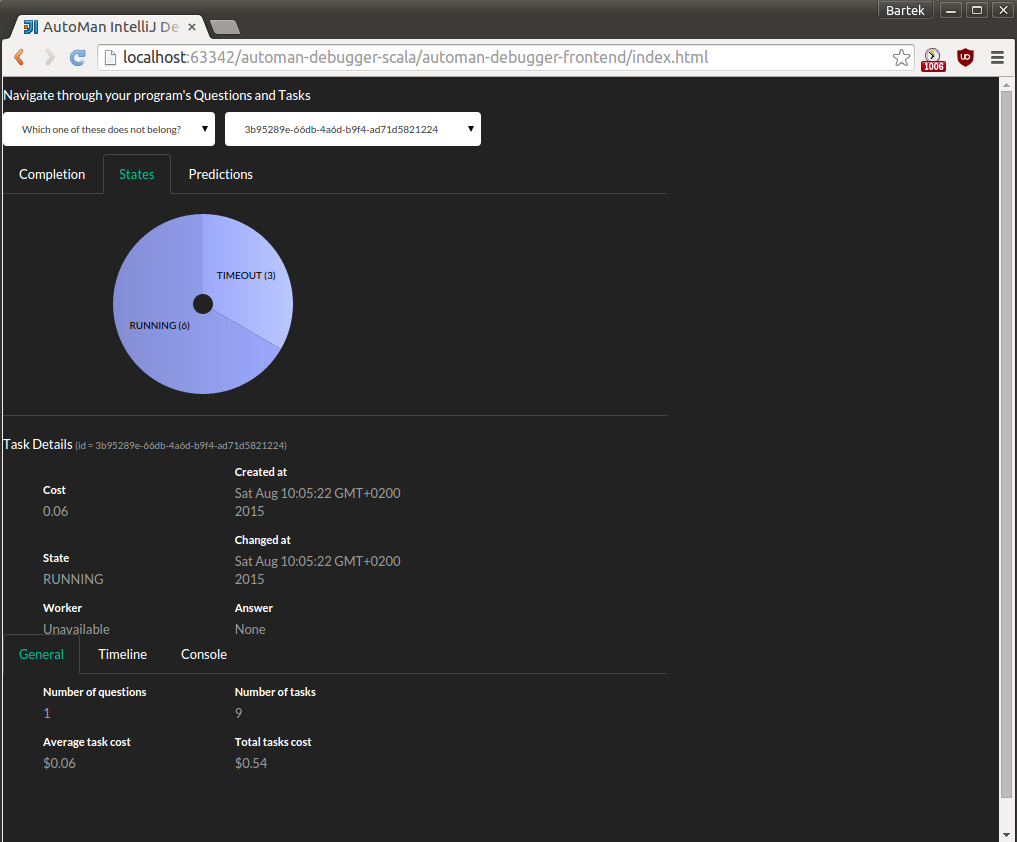 Bartek
AutoMan IntelliJ De
localhost:63342/automan-debugger-scala/automan-debugger-frontend/index.html
1006
Navigate through your program's Questions and Tasks
Which one of these does not belong?
3b95289e-66db-4a6d-b9f4-ad71d5821224
Completion States Predictions
TIMEOUT (3)
RUNNING (6)
Task Details (id = 3b95289e-66db-4a6d-b9f4-ad71d5821224)
Cost
0.06
Created at
Sat Aug 10:05:22 GMT+0200
2015
State
RUNNING
Changed at
Sat Aug 10:05:22 GMT+0200
2015
Worker
Unavailable
Answer
None
General Timeline Console
Number of questions
1
Number of tasks
9
Average task cost
$0.06
Total tasks cost
$0.54